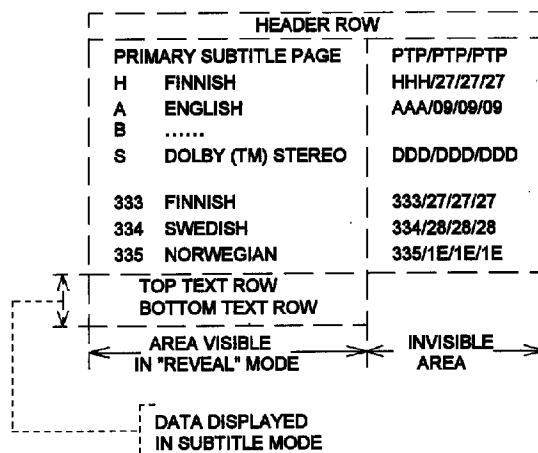 HEADER ROW
PRIMARY SUBTITLE PAGE PTP/PTP/PTP
H FINNISH HHH/27/27/27
A ENGLISH AAA/09/09/09
B ......
S DOLBY (TM) STEREO DDD/DDD/DDD
333 FINNISH 333/27/27/27
334 SWEDISH 334/28/28/28
335 NORWEGIAN 335/1E/1E/1E
TOP TEXT ROW
BOTTOM TEXT ROW
AREA VISIBLE INVISIBLE
IN "REVEAL" MODE AREA
DATA DISPLAYED
IN SUBTITLE MODE